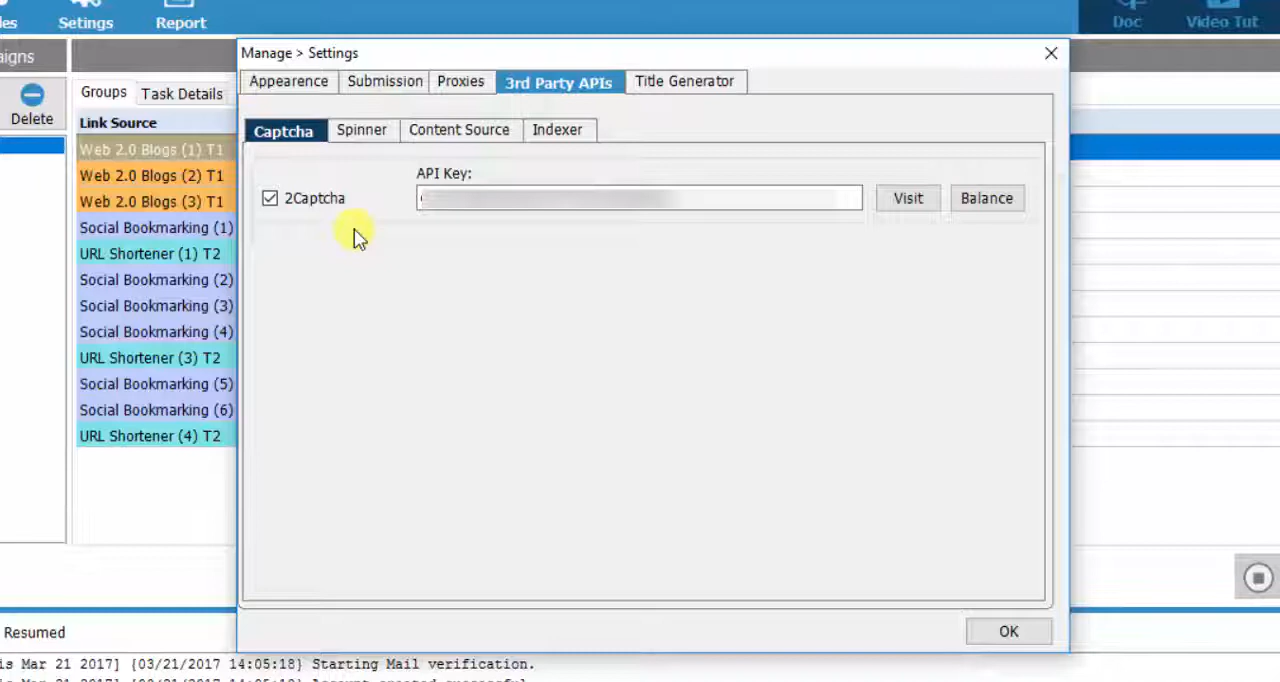 Setings
Report
Doc
Video Tut
Manage > Settings
Appearence
Submission
Proxies
3rd Party APIs
Title Generator
Groups
Task Details
Delete
Link Source
Captcha
Spinner
Content Source
Indexer
Web 2.0 Blogs (1) T1
Web 2.0 Blogs (2) T1
Web 2.0 Blogs (3) T1
Social Bookmarking (1)
URL Shortener (1) T2
Social Bookmarking (2)
Social Bookmarking (3)
Social Bookmarking (4)
URL Shortener (3) T2
Social Bookmarking (5)
Social Bookmarking (6)
URL Shortener (4) T2
API Key:
2Captcha
Visit
Balance
OK
Resumed
is Mar 21 2017] {03/21/2017 14:05:18} Starting Mail verification.